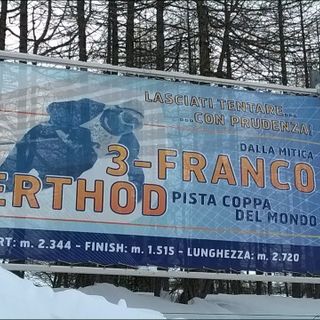 LASCIATI TENTARE...
...CON PRUDENZA!
DALLA MITICA
3-FRANCO
ERTHOD PISTA COPPA
DEL MONDO
RT: m. 2.344 - FINISH: m. 1.515 - LUNGHEZZA: m. 2.720